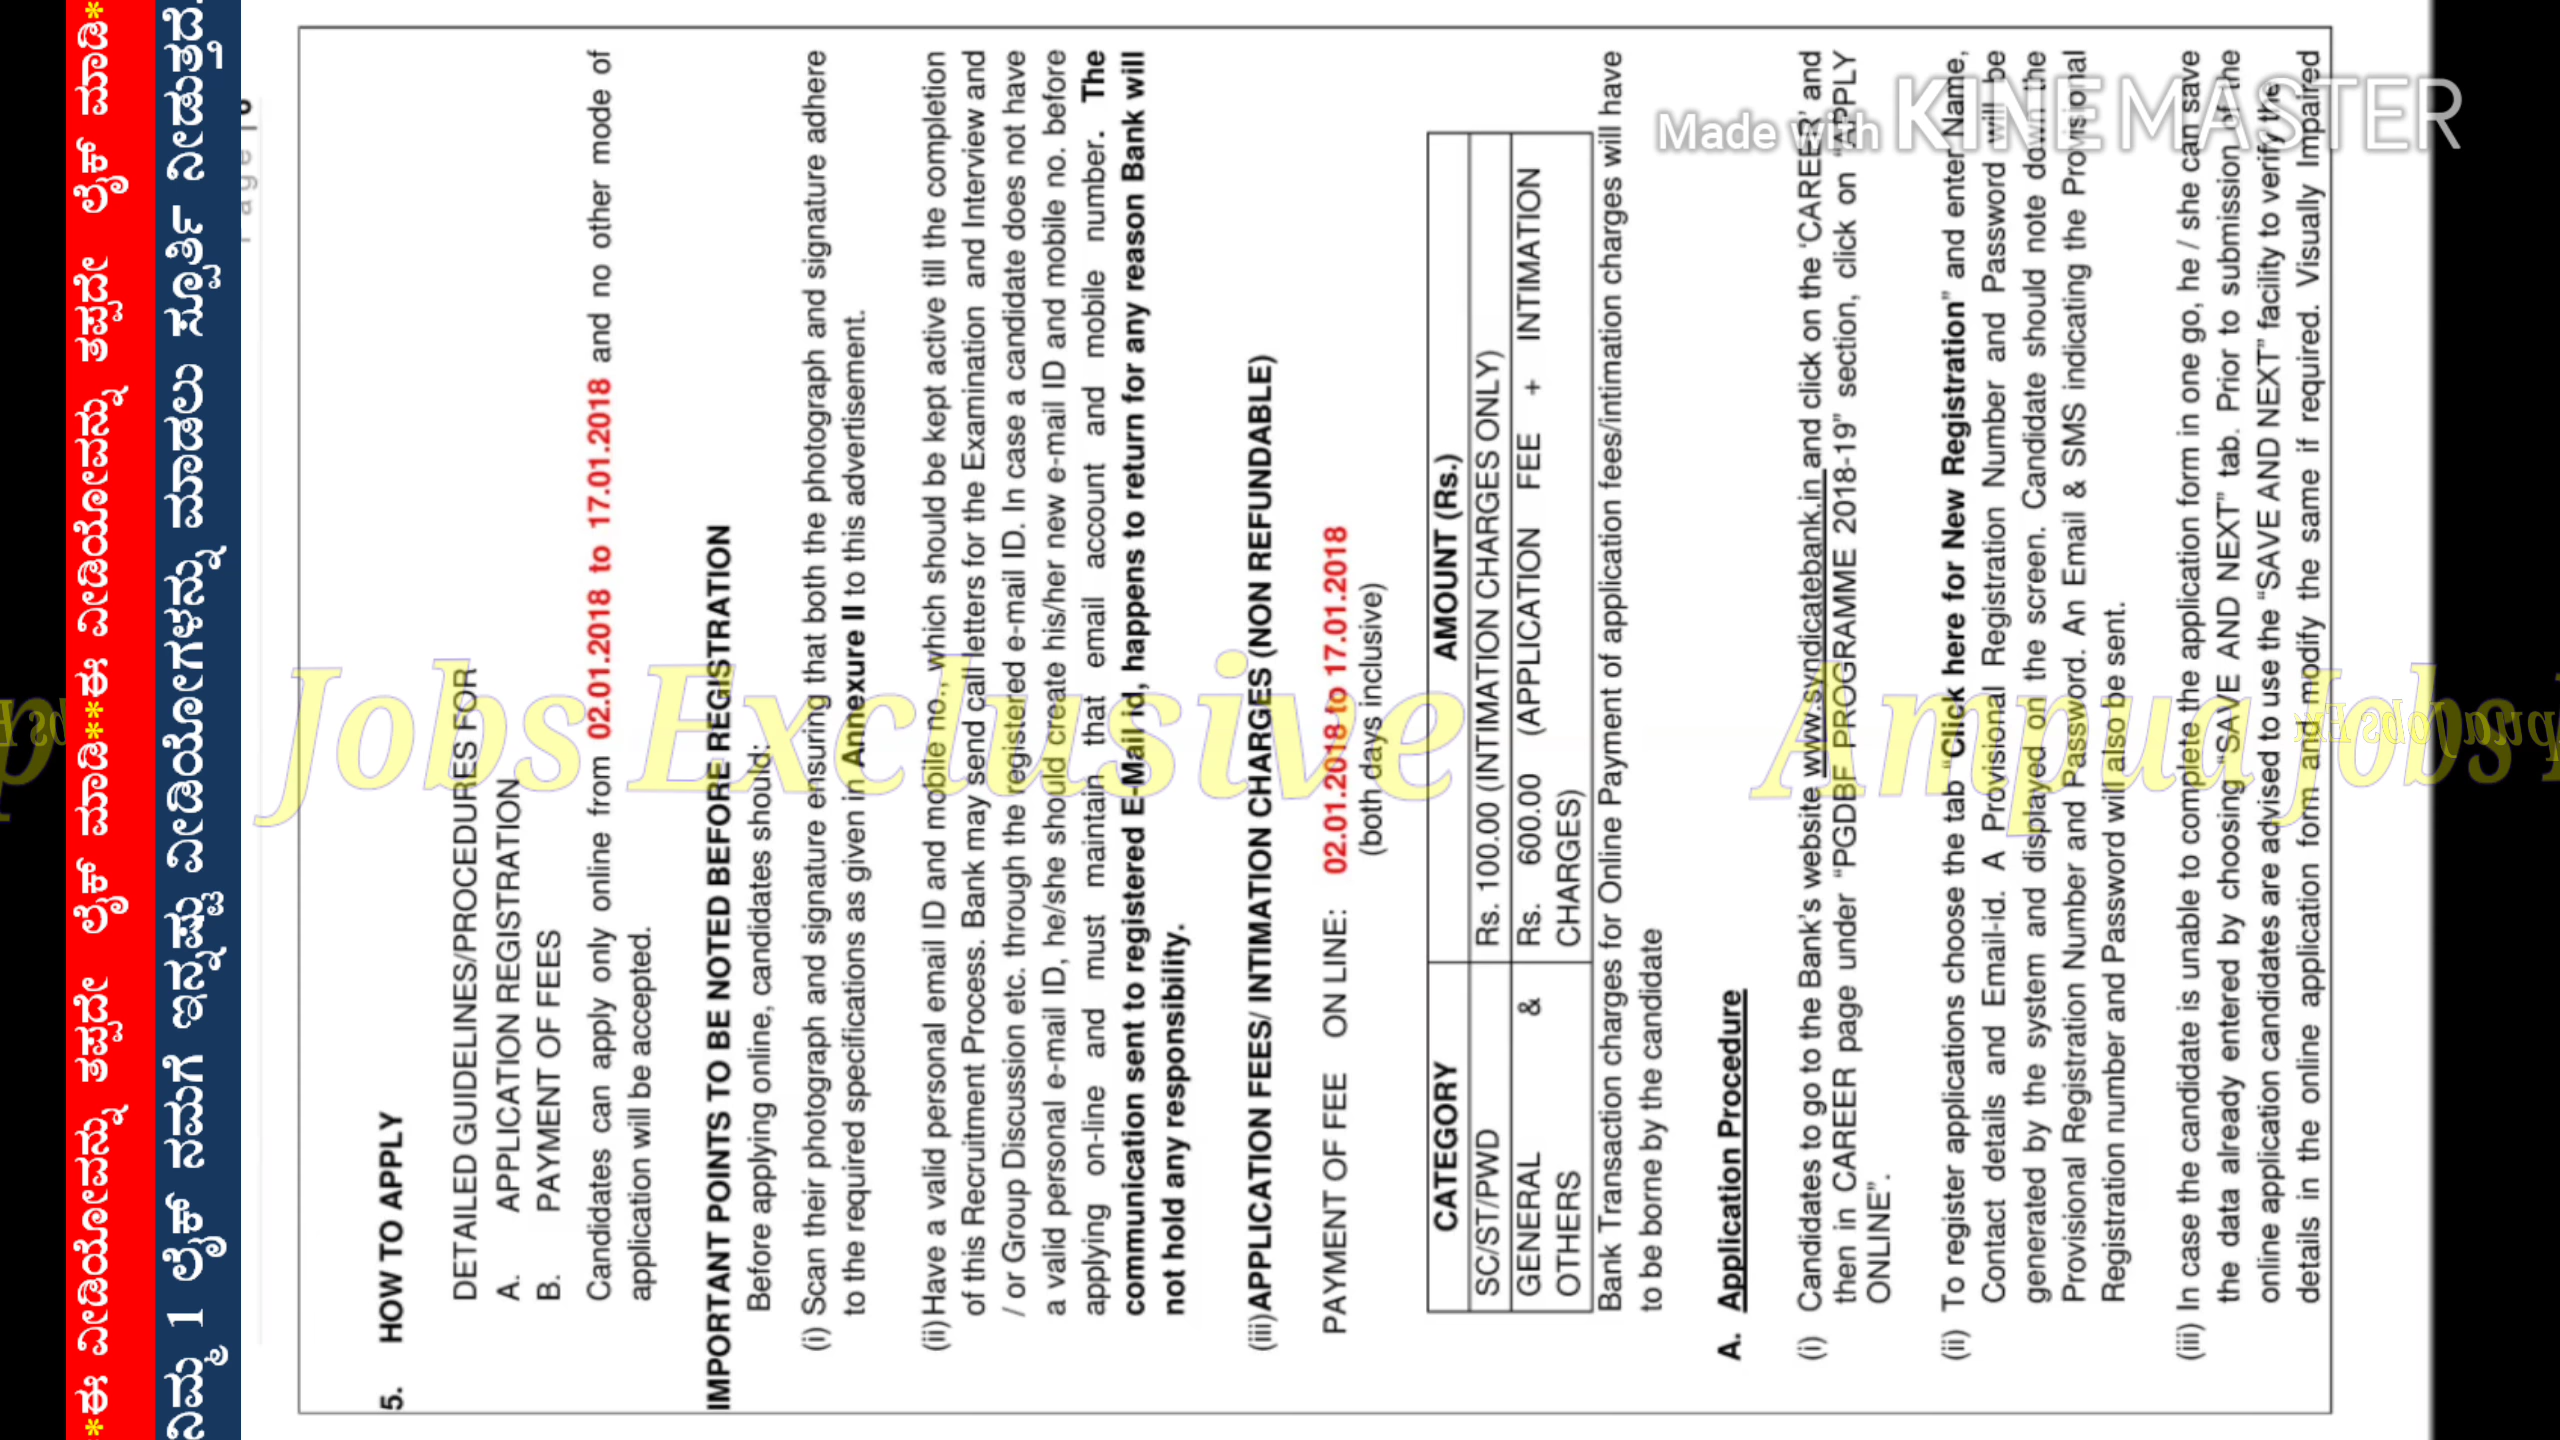 *ಈ ವೀಡಿಯೋವನ್ನು ತಪ್ಪದೇ ಲೈಕ್ ಮಾಡಿ**ಈ ವೀಡಿಯೋವನ್ನು ತಪ್ಪದೇ ಲೈಕ್ ಮಾಡಿ*
ನಿಮ್ಮ 1 ಲೈಕ್ ನಮಗೆ ಇನ್ನಷ್ಟು ವೀಡಿಯೋಗಳನ್ನು ಮಾಡಲು ಸ್ಪೂರ್ತಿ ನೀಡುತ್ತದೆ.
5. HOW TO APPLY
DETAILED GUIDELINES/PROCEDURES FOR
A. APPLICATION REGISTRATION
B. PAYMENT OF FEES
Candidates can apply only online from 02.01.2018 to 17.01.2018 and no other mode of
application will be accepted.
IMPORTANT POINTS TO BE NOTED BEFORE REGISTRATION
Before applying online, candidates should:
(i) Scan their photograph and signature ensuring that both the photograph and signature adhere
to the required specifications as given in Annexure II to this advertisement.
(ii) Have a valid personal email ID and mobile no., which should be kept active till the completion
of this Recruitment Process. Bank may send call letters for the Examination and Interview and
/ or Group Discussion etc. through the registered e-mail ID. In case a candidate does not have
a valid personal e-mail ID, he/she should create his/her new e-mail ID and mobile no. before
applying on-line and must maintain that email account and mobile number. The
communication sent to registered E-Mail id, happens to return for any reason Bank will
not hold any responsibility.
(iii) APPLICATION FEES/ INTIMATION CHARGES (NON REFUNDABLE)
PAYMENT OF FEE ON LINE: 02.01.2018 to 17.01.2018
(both days inclusive)
CATEGORY AMOUNT (Rs.)
SC/ST/PWD Rs. 100.00 (INTIMATION CHARGES ONLY)
GENERAL & Rs. 600.00 (APPLICATION FEE + INTIMATION
OTHERS CHARGES)
Bank Transaction charges for Online Payment of application fees/intimation charges will have
to be borne by the candidate
A. Application Procedure
(i) Candidates to go to the Bank's website www.syndicatebank.in and click on the 'CAREER' and
then in CAREER page under "PGDBF PROGRAMME 2018-19" section, click on "APPLY
ONLINE".
(ii) To register applications choose the tab "Click here for New Registration" and enter Name,
Contact details and Email-id. A Provisional Registration Number and Password will be
generated by the system and displayed on the screen. Candidate should note down the
Provisional Registration Number and Password. An Email & SMS indicating the Provisional
Registration number and Password will also be sent.
(iii) In case the candidate is unable to complete the application form in one go, he / she can save
the data already entered by choosing "SAVE AND NEXT" tab. Prior to submission of the
online application candidates are advised to use the "SAVE AND NEXT" facility to verify the
details in the online application form and modify the same if required. Visually Impaired
Jobs Exclusive Ampua Jobs
Made with KINEMASTER